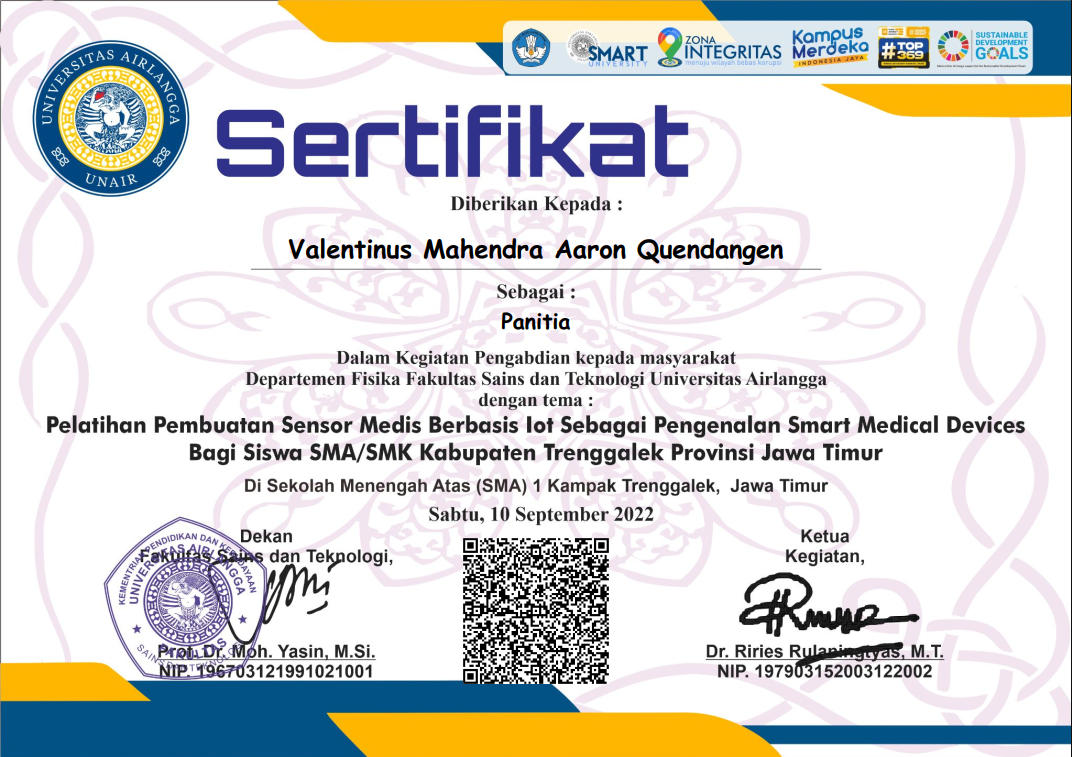 UNIVERSITAS AIRLANGGA
UNAIR
SMART
UNIVERSITY
ZONA
INTEGRITAS
menuju wilayah bebas korupsi
Kampus
Merdeka
INDONESIA JAYA
#TOP
369
SUSTAINABLE
DEVELOPMENT
GOALS
Sertifikat
Diberikan Kepada :
Valentinus Mahendra Aaron Quendangen
Sebagai :
Panitia
Dalam Kegiatan Pengabdian kepada masyarakat
Departemen Fisika Fakultas Sains dan Teknologi Universitas Airlangga
dengan tema :
Pelatihan Pembuatan Sensor Medis Berbasis Iot Sebagai Pengenalan Smart Medical Devices
Bagi Siswa SMA/SMK Kabupaten Trenggalek Provinsi Jawa Timur
Di Sekolah Menengah Atas (SMA) 1 Kampak Trenggalek, Jawa Timur
Sabtu, 10 September 2022
Dekan
Fakultas Sains dan Teknologi,
KEMENTRIAN PENDIDIKAN DAN KEBUDAYAAN
UNIVERSITAS AIRLANGGA
FAKULTAS
SAINS DAN TEKNOLOGI
Prof. Dr. Moh. Yasin, M.Si.
NIP. 196703121991021001
Ketua
Kegiatan,
Dr. Riries Rulaningtyas, M.T.
NIP. 197903152003122002